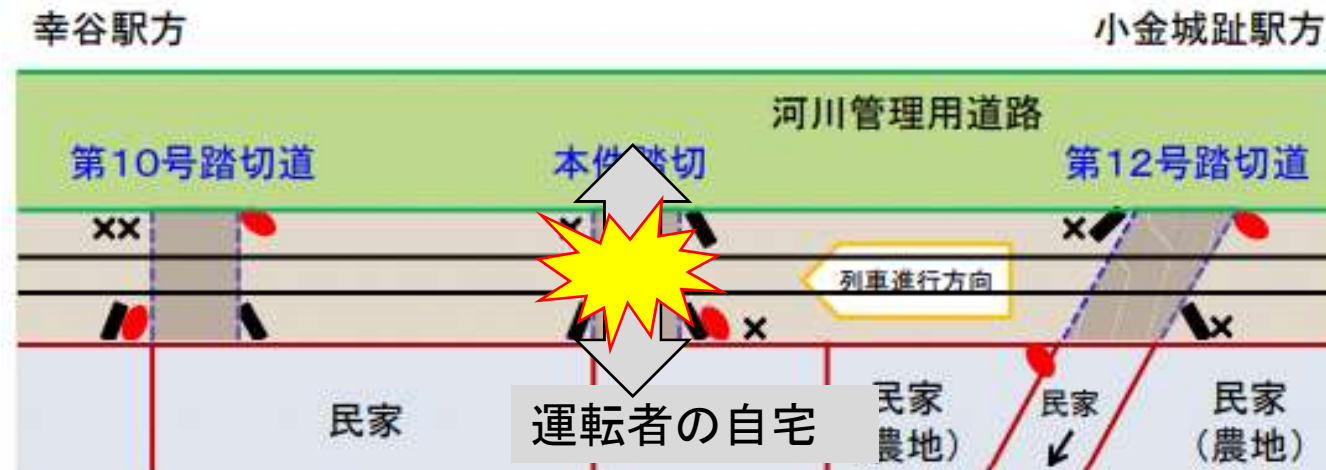 幸谷駅方
小金城趾駅方
河川管理用道路
第10号踏切道
本件踏切
第12号踏切道
列車進行方向
民家
運転者の自宅
民家
農地）
民家
民家
（農地）